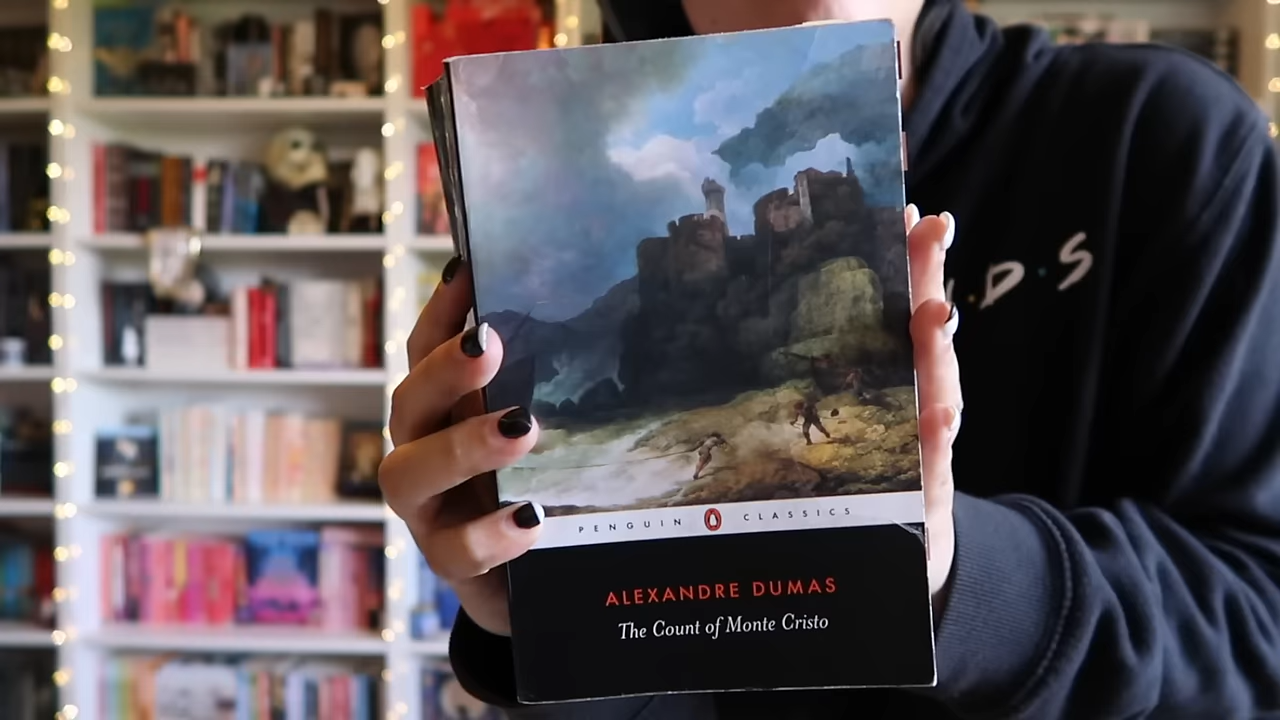 PENGUIN CLASSICS
ALEXANDRE DUMAS
The Count of Monte Cristo
D·S